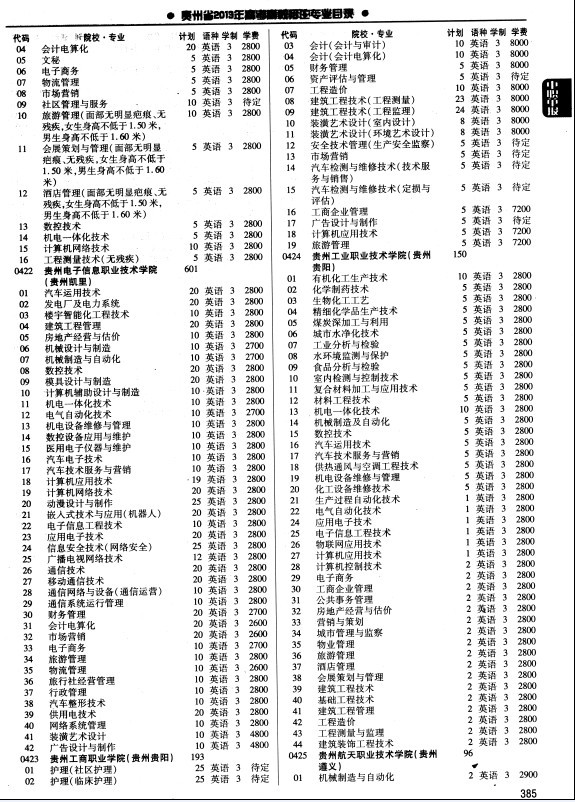 贵州省2013年 专业目录
代码 院校·专业 计划 语种 学制 学费
04 会计电算化 20 英语 3 2800
05 文秘 5 英语 3 2800
06 电子商务 5 英语 3 2800
07 物流管理 5 英语 3 2800
08 市场营销 5 英语 3 2800
09 社区管理与服务 10 英语 3 待定
10 旅游管理(面部无明显疤痕、无 10 英语 3 2800
残疾,女生身高不低于1.50米,
男生身高不低于1.60米)
11 会展策划与管理(面部无明显 5 英语 3 2800
疤痕、无残疾,女生身高不低于
1.50米,男生身高不低于1.60
米)
12 酒店管理(面部无明显疤痕、无 5 英语 3 2800
残疾,女生身高不低于1.50米,
男生身高不低于1.60米)
13 数控技术 5 英语 3 2800
14 机电一体化技术 5 英语 3 2800
15 计算机网络技术 10 英语 3 2800
16 工程测量技术(无残疾) 5 英语 3 2800
0422 贵州电子信息职业技术学院 601
(贵州凯里)
01 汽车运用技术 20 英语 3 2800
02 发电厂及电力系统 20 英语 3 2800
03 楼宇智能化工程技术 10 英语 3 2800
04 建筑工程管理 20 英语 3 2800
05 房地产经营与估价 10 英语 3 2800
06 机械设计与制造 10 英语 3 2700
07 机械制造与自动化 10 英语 3 2700
08 数控技术 20 英语 3 2800
09 模具设计与制造 20 英语 3 2800
10 计算机辅助设计与制造 10 英语 3 2800
11 机电一体化技术 10 英语 3 2800
12 电气自动化技术 10 英语 3 2700
13 机电设备维修与管理 10 英语 3 2800
14 数控设备应用与维护 10 英语 3 2800
15 医用电子仪器与维护 10 英语 3 2800
16 汽车电子技术 10 英语 3 2800
17 汽车技术服务与营销 10 英语 3 2800
18 计算机应用技术 19 英语 3 2800
19 计算机网络技术 20 英语 3 2800
20 动漫设计与制作 25 英语 3 2800
21 嵌入式技术与应用(机器人) 20 英语 3 2800
22 电子信息工程技术 10 英语 3 2800
23 应用电子技术 20 英语 3 2800
24 信息安全技术(网络安全) 25 英语 3 2800
25 广播电视网络技术 12 英语 3 2800
26 通信技术 20 英语 3 2800
27 移动通信技术 20 英语 3 2800
28 通信网络与设备(通信运营) 10 英语 3 2800
29 通信系统运行管理 10 英语 3 2800
30 财务管理 20 英语 3 2700
31 会计电算化 20 英语 3 2600
32 市场营销 20 英语 3 2600
33 电子商务 10 英语 3 2700
34 旅游管理 10 英语 3 2800
35 物流管理 10 英语 3 2600
36 旅行社经营管理 10 英语 3 2800
37 行政管理 10 英语 3 2800
38 汽车整形技术 10 英语 3 2800
39 供用电技术 20 英语 3 2800
40 网络系统管理 10 英语 3 2800
41 装潢艺术设计 10 英语 3 4800
42 广告设计与制作 10 英语 3 4800
0423 贵州工商职业学院(贵州贵阳) 193
01 护理(社区护理) 25 英语 3 待定
02 护理(临床护理) 25 英语 3 待定
代码 院校·专业 计划 语种 学制 学费
03 会计(会计与审计) 10 英语 3 8000
04 会计(会计电算化) 10 英语 3 8000
05 财务管理 5 英语 3 8000
06 资产评估与管理 5 英语 3 待定
07 工程造价 10 英语 3 8000
08 建筑工程技术(工程测量) 23 英语 3 8000
09 建筑工程技术(工程监理) 24 英语 3 8000
10 装潢艺术设计(室内设计) 8 英语 3 8000
11 装潢艺术设计(环境艺术设计) 8 英语 3 8000
12 安全技术管理(生产安全监察) 5 英语 3 待定
13 市场营销 5 英语 3 待定
14 汽车检测与维修技术(技术服 5 英语 3 待定
务与销售)
15 汽车检测与维修技术(定损与 5 英语 3 待定
评估)
16 工商企业管理 5 英语 3 7200
17 广告设计与制作 5 英语 3 待定
18 计算机应用技术 5 英语 3 7200
19 旅游管理 5 英语 3 7200
0424 贵州工业职业技术学院(贵州 150
贵阳)
01 有机化工生产技术 10 英语 3 2800
02 化学制药技术 5 英语 3 2800
03 生物化工工艺 5 英语 3 2800
04 精细化学品生产技术 5 英语 3 2800
05 煤炭深加工与利用 5 英语 3 2800
06 城市水净化技术 5 英语 3 2800
07 工业分析与检验 5 英语 3 2800
08 水环境监测与保护 5 英语 3 2800
09 食品分析与检验 5 英语 3 2800
10 室内检测与控制技术 5 英语 3 2800
11 复合材料加工与应用技术 5 英语 3 2800
12 材料工程技术 5 英语 3 2800
13 机电一体化技术 10 英语 3 2800
14 机械制造及自动化 5 英语 3 2800
15 数控技术 5 英语 3 2800
16 汽车运用技术 5 英语 3 2800
17 汽车技术服务与营销 5 英语 3 2800
18 供热通风与空调工程技术 5 英语 3 2800
19 机电设备维修与管理 5 英语 3 2800
20 化工设备维修技术 5 英语 3 2800
21 生产过程自动化技术 1 英语 3 2800
22 电气自动化技术 1 英语 3 2800
24 应用电子技术 1 英语 3 2800
25 电子信息工程技术 1 英语 3 2800
26 物联网应用技术 1 英语 3 2800
27 计算机应用技术 1 英语 3 2800
28 计算机控制技术 2 英语 3 2800
29 电子商务 2 英语 3 2800
30 工商企业管理 2 英语 3 2800
31 公共事务管理 2 英语 3 2800
32 房地产经营与估价 2 英语 3 2800
33 营销与策划 2 英语 3 2800
34 城市管理与监察 2 英语 3 2800
35 物业管理 2 英语 3 2800
36 旅游管理 2 英语 3 2800
37 酒店管理 2 英语 3 2800
38 会展策划与管理 2 英语 3 2800
39 建筑工程技术 2 英语 3 2800
40 基础工程技术 2 英语 3 2800
41 建筑工程管理 2 英语 3 2800
42 工程造价 2 英语 3 2800
43 工程测量与监理 2 英语 3 2800
44 建筑装饰工程技术 2 英语 3 2800
0425 贵州航天职业技术学院(贵州 96
遵义)
01 机械制造与自动化 2 英语 3 2900
385